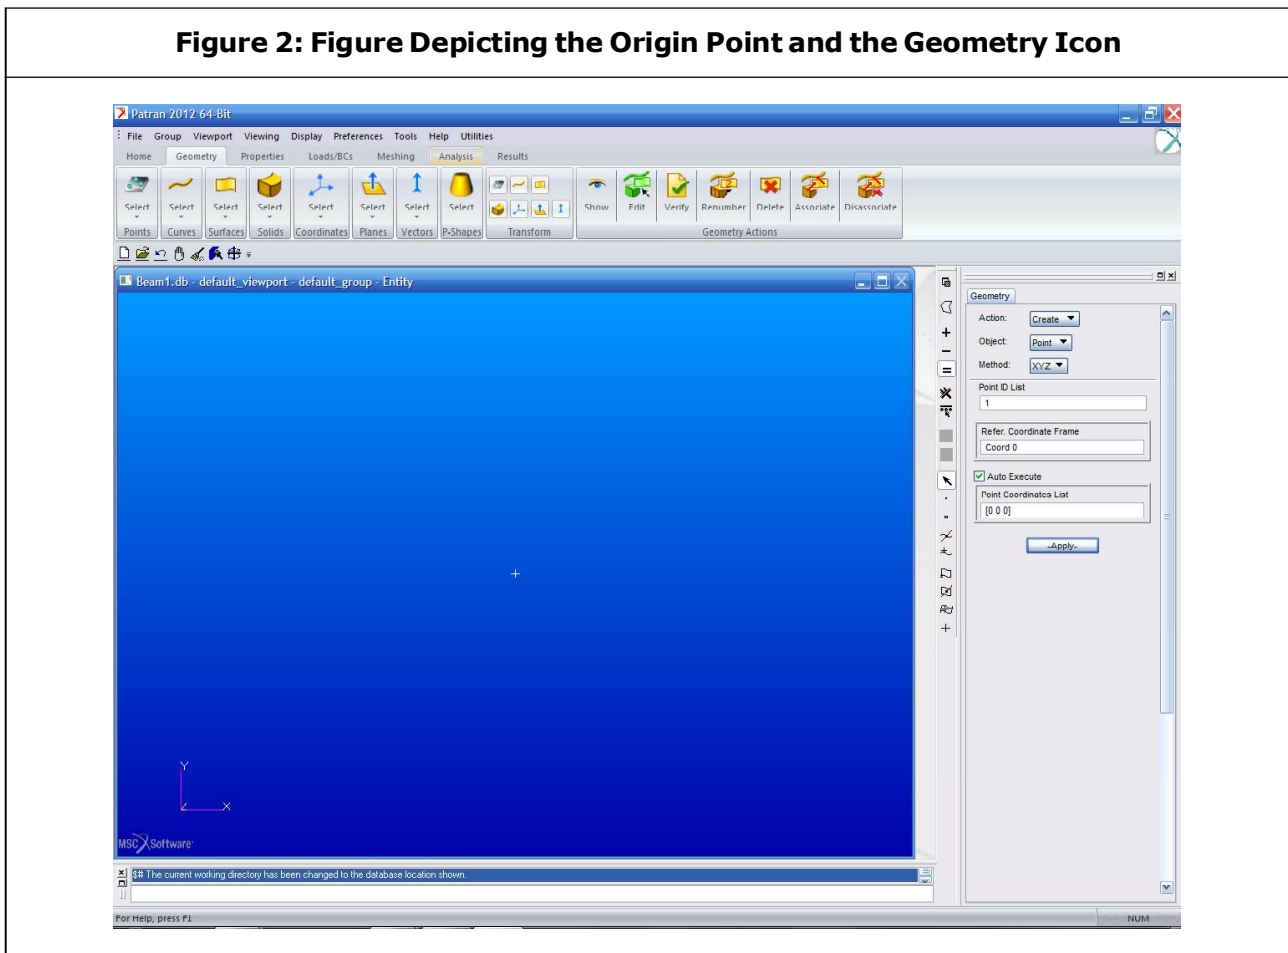 Figure 2: Figure Depicting the Origin Point and the Geometry Icon
Patran 2012 64-Bit
File Group Viewport Viewing Display Preferences Tools Help Utilities
Home Geometry Properties Loads/BCs Meshing Analysis Results
Select Select Select Select Select Select Select Select Show Edit Verify Renumber Delete Associate Disassociate
Points Curves Surfaces Solids Coordinates Planes Vectors P-Shapes Transform Geometry Actions
Beam1.db - default_viewport - default_group - Entity
Geometry
Action: Create
Object: Point
Method: XYZ
Point ID List
1
Refer. Coordinate Frame
Coord 0
Auto Execute
Point Coordinates List
[0 0 0]
-Apply-
Y
Z X
MSC Software
$# The current working directory has been changed to the database location shown.
For Help, press F1 NUM